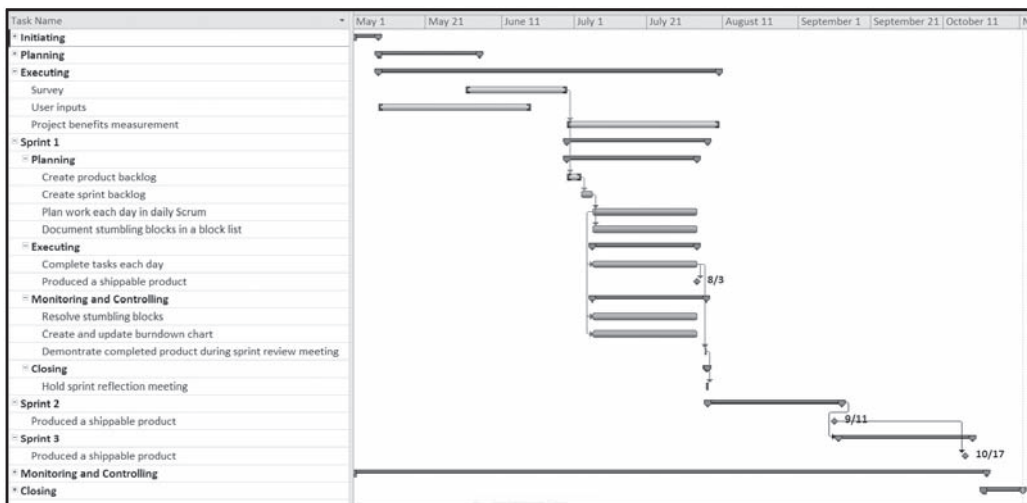 Task Name
May 1 May 21 June 11 July 1 July 21 August 11 September 1 September 21 October 11 N
Initiating
Planning
Executing
Survey
User inputs
Project benefits measurement
Sprint 1
Planning
Create product backlog
Create sprint backlog
Plan work each day in daily Scrum
Document stumbling blocks in a block list
Executing
Complete tasks each day
Produced a shippable product 8/3
Monitoring and Controlling
Resolve stumbling blocks
Create and update burndown chart
Demontrate completed product during sprint review meeting
Closing
Hold sprint reflection meeting
Sprint 2
Produced a shippable product 9/11
Sprint 3
Produced a shippable product 10/17
Monitoring and Controlling
Closing